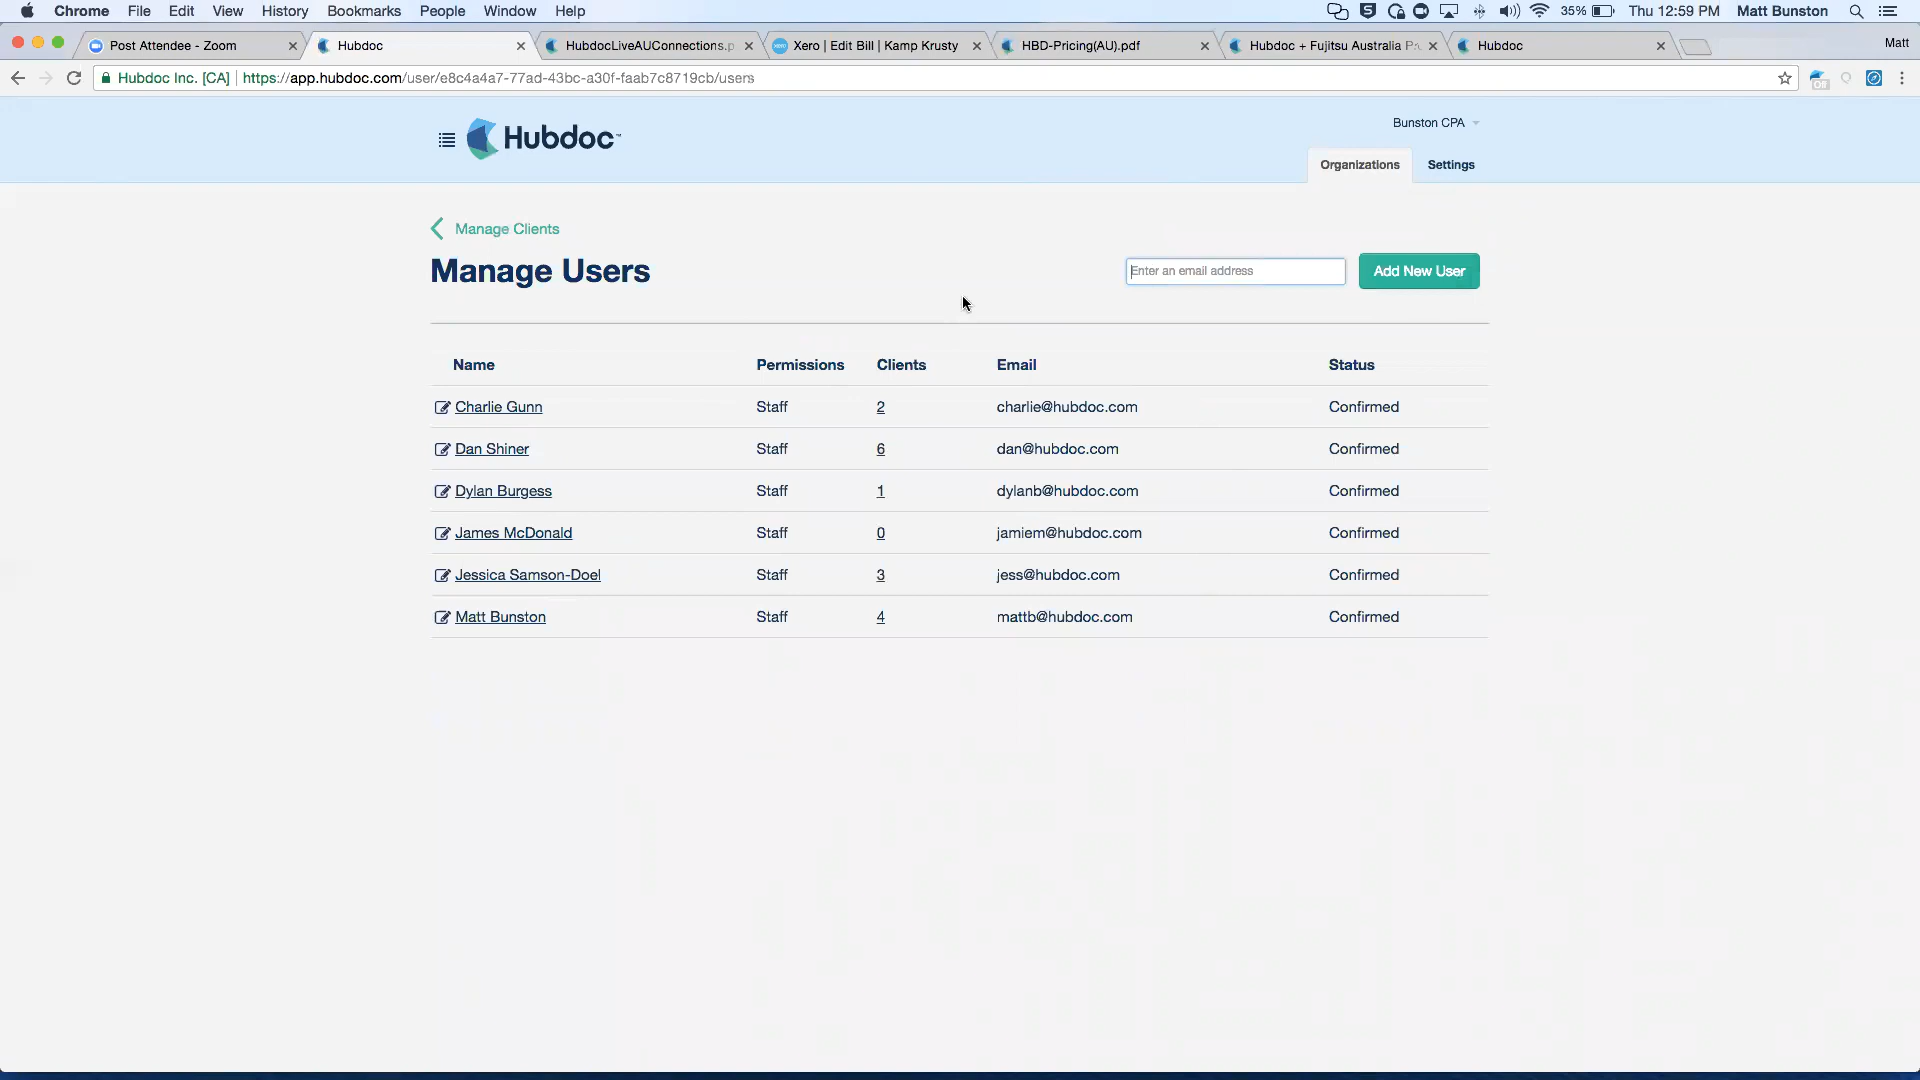 Chrome File Edit View History Bookmarks People Window Help 35% Thu 12:59 PM Matt Bunston
Post Attendee - Zoom Hubdoc HubdocLiveAUConnections.p Xero | Edit Bill | Kamp Krusty HBD-Pricing(AU).pdf Hubdoc + Fujitsu Australia Pr Hubdoc Matt
Hubdoc Inc. [CA] https://app.hubdoc.com/user/e8c4a4a7-77ad-43bc-a30f-faab7c8719cb/users
Hubdoc™
Bunston CPA
Organizations Settings
Manage Clients
Manage Users
Enter an email address
Add New User
Name Permissions Clients Email Status
Charlie Gunn Staff 2 charlie@hubdoc.com Confirmed
Dan Shiner Staff 6 dan@hubdoc.com Confirmed
Dylan Burgess Staff 1 dylanb@hubdoc.com Confirmed
James McDonald Staff 0 jamiem@hubdoc.com Confirmed
Jessica Samson-Doel Staff 3 jess@hubdoc.com Confirmed
Matt Bunston Staff 4 mattb@hubdoc.com Confirmed